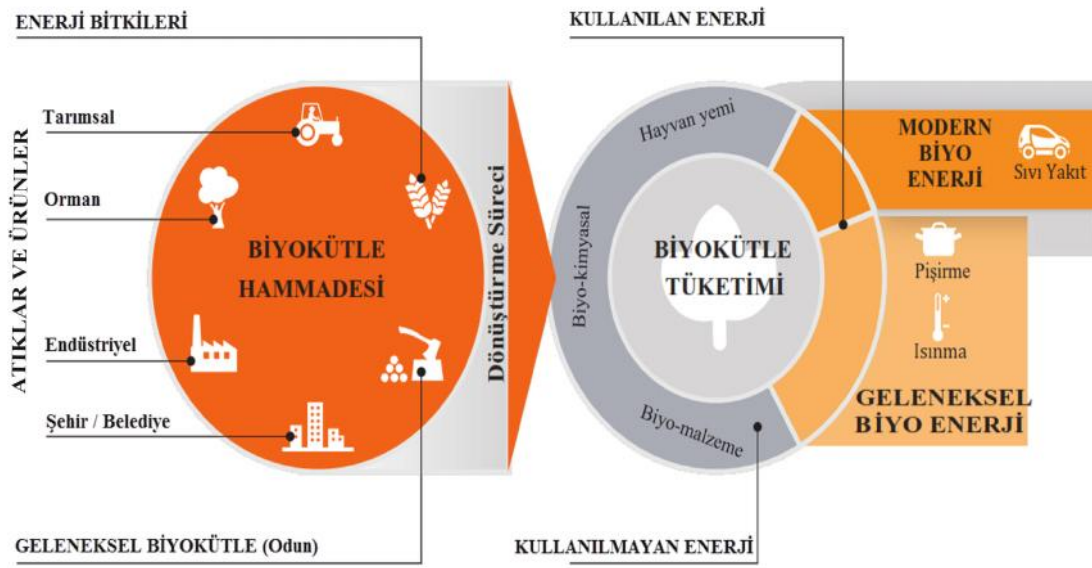 ENERJİ BİTKİLERİ
KULLANILAN ENERJİ
ATIKLAR VE ÜRÜNLER
Tarımsal
Orman
Endüstriyel
Şehir / Belediye
BİYOKÜTLE
HAMMADESİ
GELENEKSEL BİYOKÜTLE (Odun)
Dönüştürme Süreci
Hayvan yemi
Biyo-kimyasal
Biyo-malzeme
BİYOKÜTLE
TÜKETİMİ
KULLANILMAYAN ENERJİ
MODERN
BİYO
ENERJİ
Sıvı Yakıt
Pişirme
Isınma
GELENEKSEL
BİYO ENERJİ